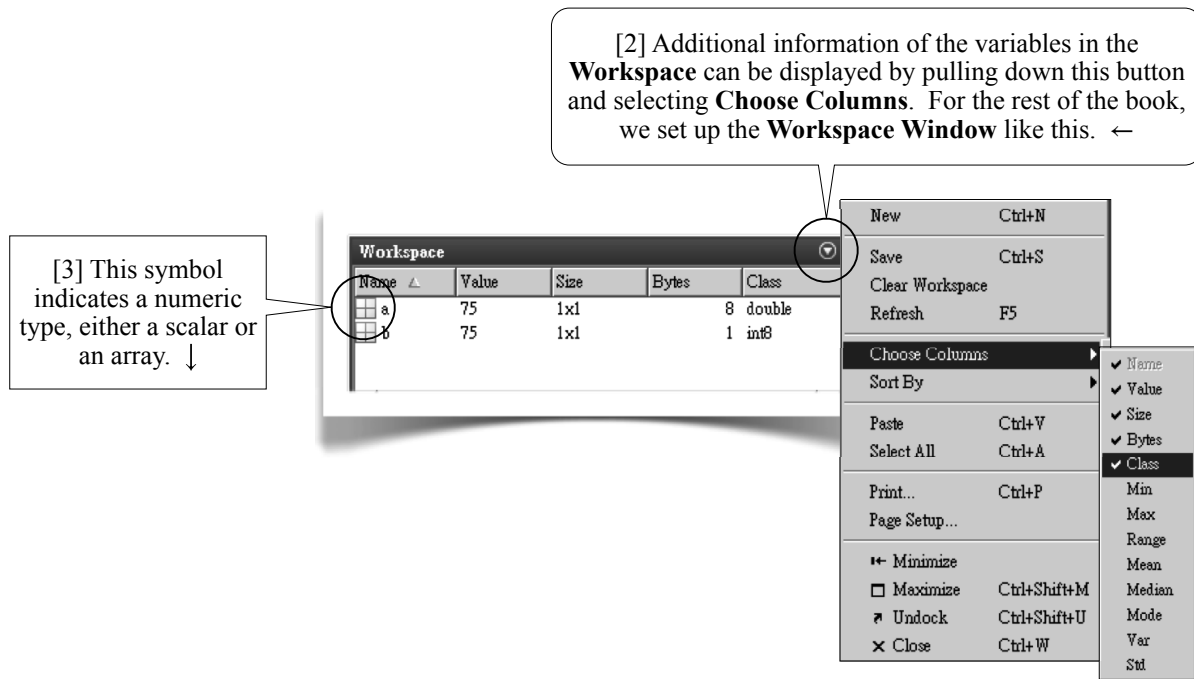 [2] Additional information of the variables in the
Workspace can be displayed by pulling down this button
and selecting Choose Columns.  For the rest of the book,
we set up the Workspace Window like this.  ←
[3] This symbol
indicates a numeric
type, either a scalar or
an array.  ↓
Workspace
Name Value Size Bytes Class
a 75 1x1 8 double
b 75 1x1 1 int8
New Ctrl+N
Save Ctrl+S
Clear Workspace
Refresh F5
Choose Columns
Sort By
Paste Ctrl+V
Select All Ctrl+A
Print... Ctrl+P
Page Setup...
Minimize
Maximize Ctrl+Shift+M
Undock Ctrl+Shift+U
Close Ctrl+W
Name
Value
Size
Bytes
Class
Min
Max
Range
Mean
Median
Mode
Var
Std